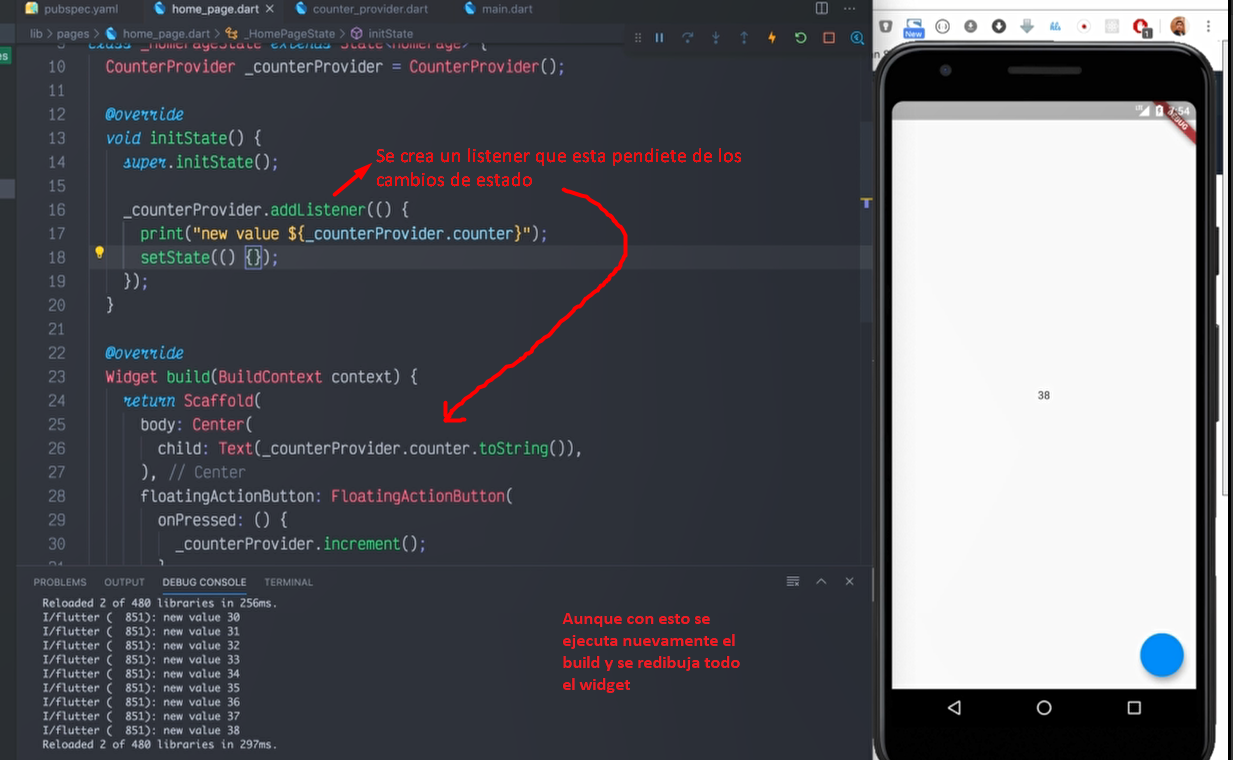 pubspec.yaml home_page.dart counter_provider.dart main.dart
lib > pages > home_page.dart > _HomePageState > initState
New
1
9 class _HomePageState extends State<HomePage> {
10 CounterProvider _counterProvider = CounterProvider();
11
12 @override
13 void initState() {
14 super.initState();
15
16 _counterProvider.addListener(() {
17 print("new value ${_counterProvider.counter}");
18 setState(() {});
19 });
20 }
21
22 @override
23 Widget build(BuildContext context) {
24 return Scaffold(
25 body: Center(
26 child: Text(_counterProvider.counter.toString()),
27 ), // Center
28 floatingActionButton: FloatingActionButton(
29 onPressed: () {
30 _counterProvider.increment();
Se crea un listener que esta pendiete de los
cambios de estado
PROBLEMS OUTPUT DEBUG CONSOLE TERMINAL
Reloaded 2 of 480 libraries in 256ms.
I/flutter ( 851): new value 30
I/flutter ( 851): new value 31
I/flutter ( 851): new value 32
I/flutter ( 851): new value 33
I/flutter ( 851): new value 34
I/flutter ( 851): new value 35
I/flutter ( 851): new value 36
I/flutter ( 851): new value 37
I/flutter ( 851): new value 38
Reloaded 2 of 480 libraries in 297ms.
Aunque con esto se
ejecuta nuevamente el
build y se redibuja todo
el widget
DEBUG
38